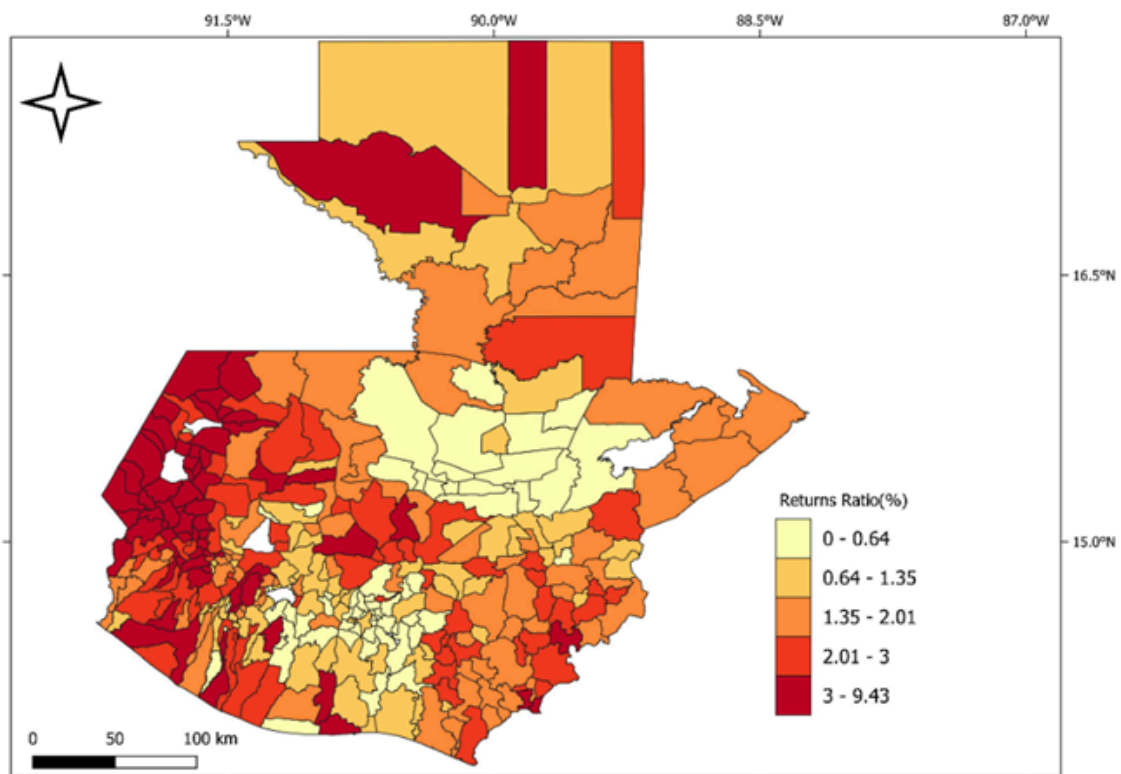 91.5°W 90.0°W 88.5°W 87.0°W
16.5°N
Returns Ratio(%)
0 - 0.64
15.0°N
0.64 - 1.35
1.35 - 2.01
2.01 - 3
3 - 9.43
0 50 100 km